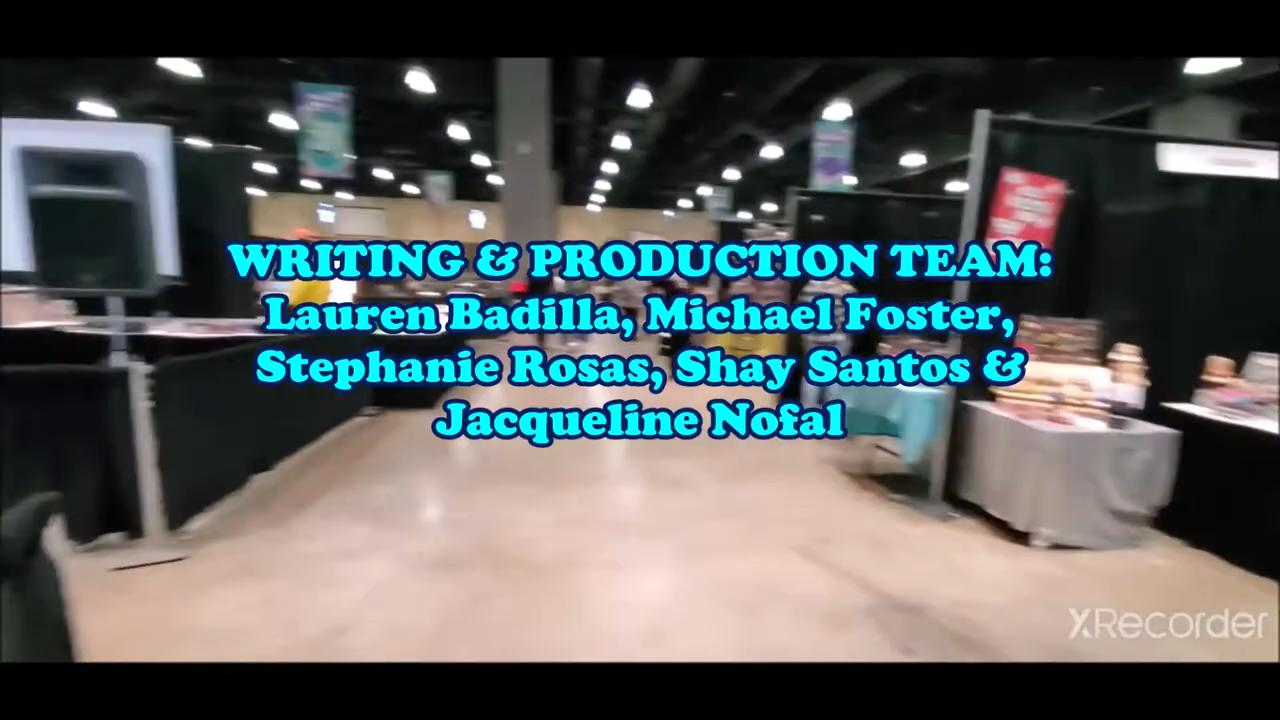 WRITING & PRODUCTION TEAM:
Lauren Badilla, Michael Foster,
Stephanie Rosas, Shay Santos &
Jacqueline Nofal
XRecorder